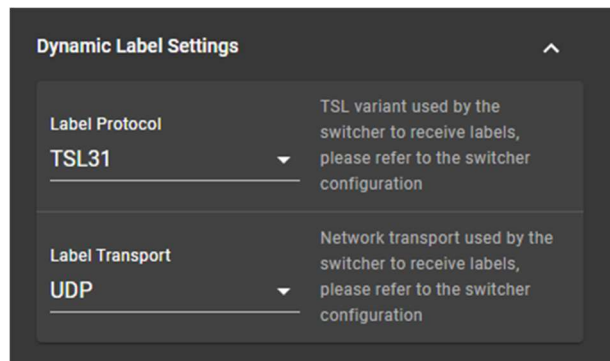 Dynamic Label Settings
Label Protocol
TSL31
TSL variant used by the
switcher to receive labels,
please refer to the switcher
configuration
Label Transport
UDP
Network transport used by the
switcher to receive labels,
please refer to the switcher
configuration